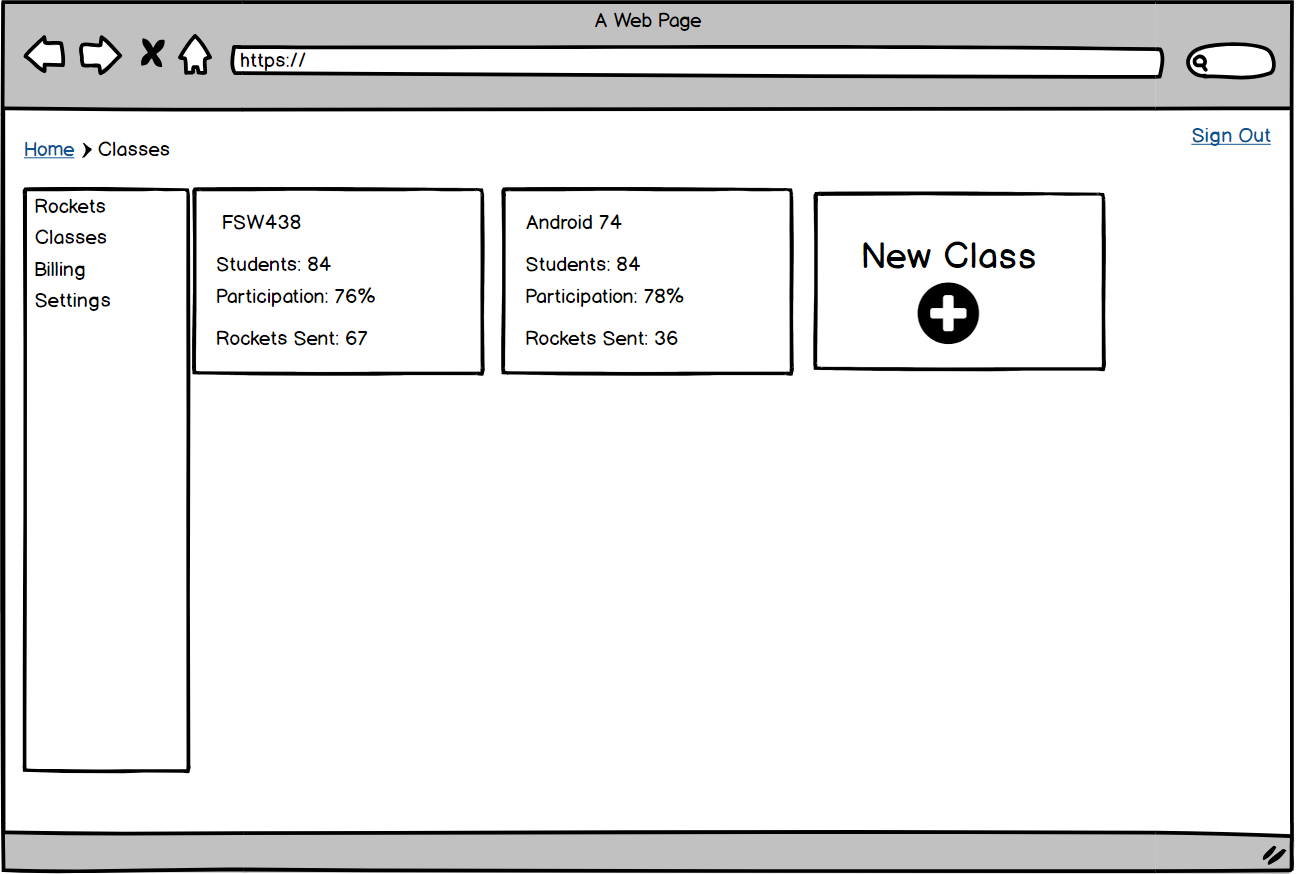 A Web Page
https://
Home > Classes
Sign Out
Rockets
Classes
Billing
Settings
FSW438
Students: 84
Participation: 76%
Rockets Sent: 67
Android 74
Students: 84
Participation: 78%
Rockets Sent: 36
New Class